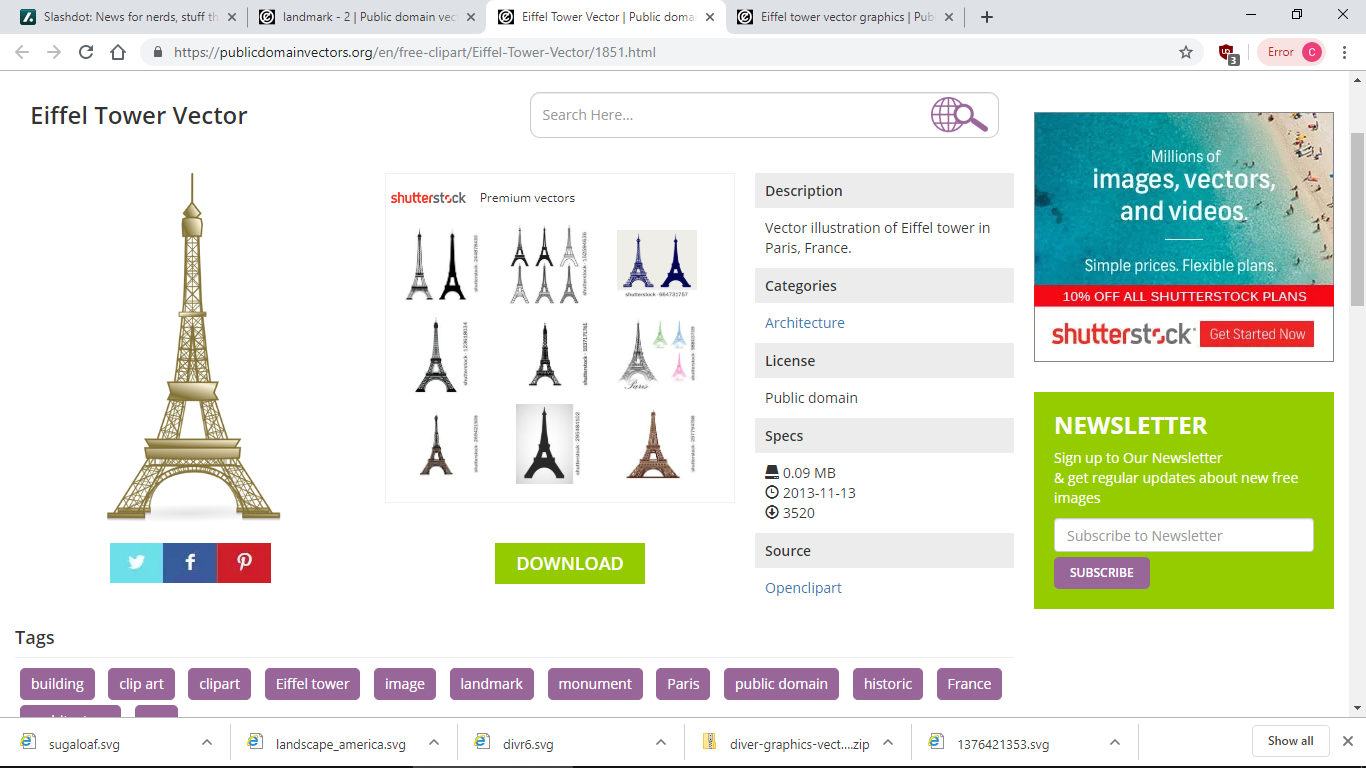 Slashdot: News for nerds, stuff th
landmark - 2 | Public domain vec
Eiffel Tower Vector | Public doma
Eiffel tower vector graphics | Pub
https://publicdomainvectors.org/en/free-clipart/Eiffel-Tower-Vector/1851.html
3
Error
C
Eiffel Tower Vector
Search Here...
shutterstock
Premium vectors
shutterstock · 664731757
Paris
DOWNLOAD
Description
Vector illustration of Eiffel tower in
Paris, France.
Categories
Architecture
License
Public domain
Specs
0.09 MB
2013-11-13
3520
Source
Openclipart
Millions of
images, vectors,
and videos.
Simple prices. Flexible plans.
10% OFF ALL SHUTTERSTOCK PLANS
shutterstock
Get Started Now
NEWSLETTER
Sign up to Our Newsletter
& get regular updates about new free
images
Subscribe to Newsletter
SUBSCRIBE
Tags
building
clip art
clipart
Eiffel tower
image
landmark
monument
Paris
public domain
historic
France
sugaloaf.svg
landscape_america.svg
divr6.svg
diver-graphics-vect....zip
1376421353.svg
Show all